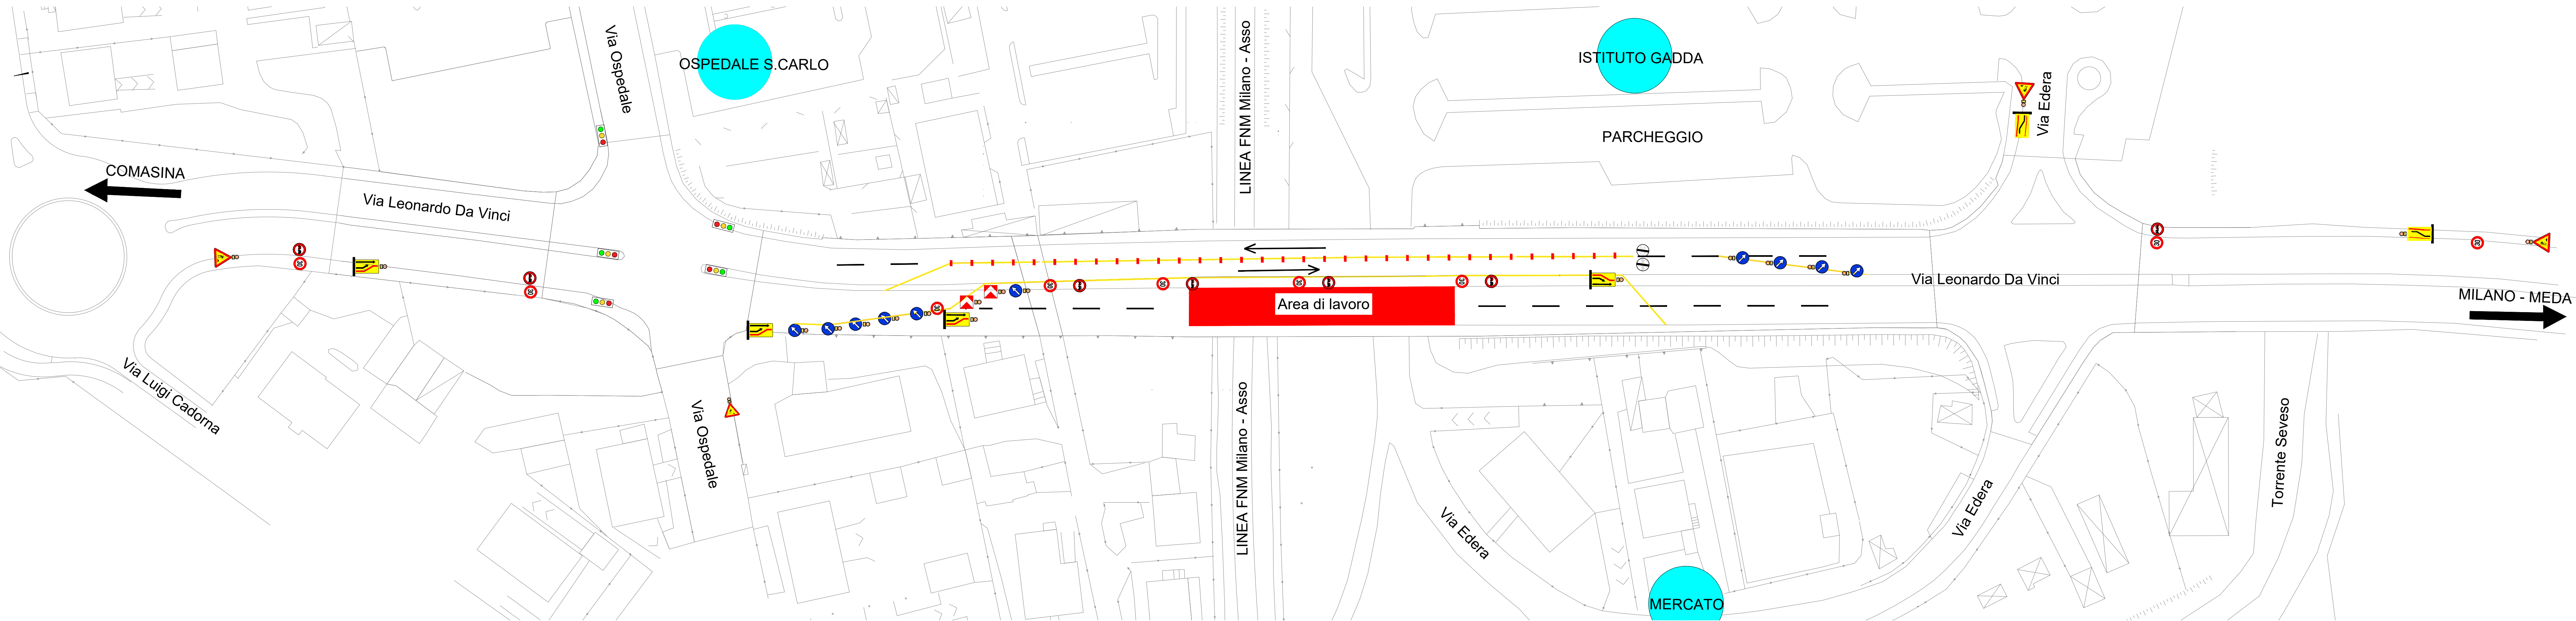 Via Ospedale
OSPEDALE S.CARLO
LINEA FNM Milano - Asso
ISTITUTO GADDA
PARCHEGGIO
Via Edera
COMASINA
Via Leonardo Da Vinci
Via Leonardo Da Vinci
MILANO - MEDA
Area di lavoro
Via Luigi Cadorna
Via Ospedale
LINEA FNM Milano - Asso
Via Edera
MERCATO
Via Edera
Torrente Seveso